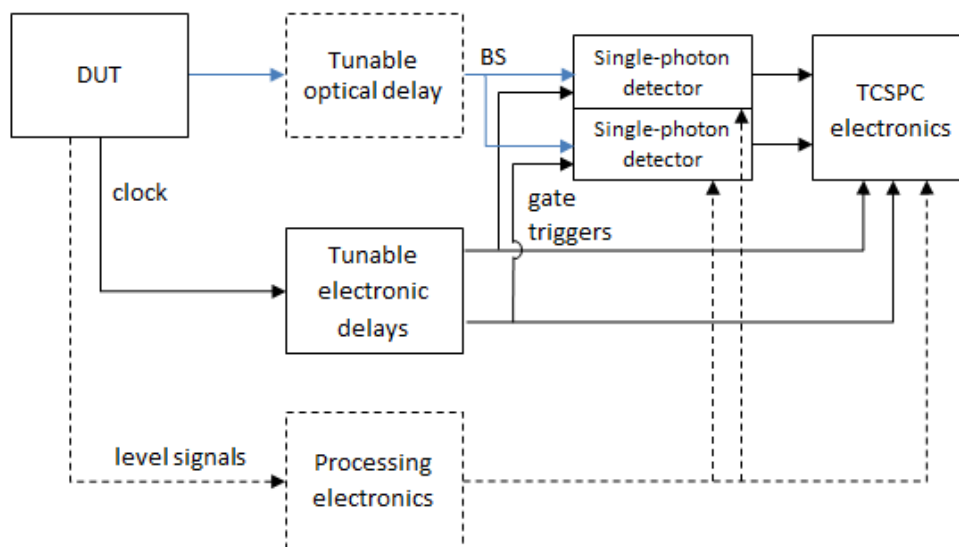 DUT
Tunable
optical delay
BS
Single-photon
detector
Single-photon
detector
TCSPC
electronics
clock
gate
triggers
Tunable
electronic
delays
level signals
Processing
electronics